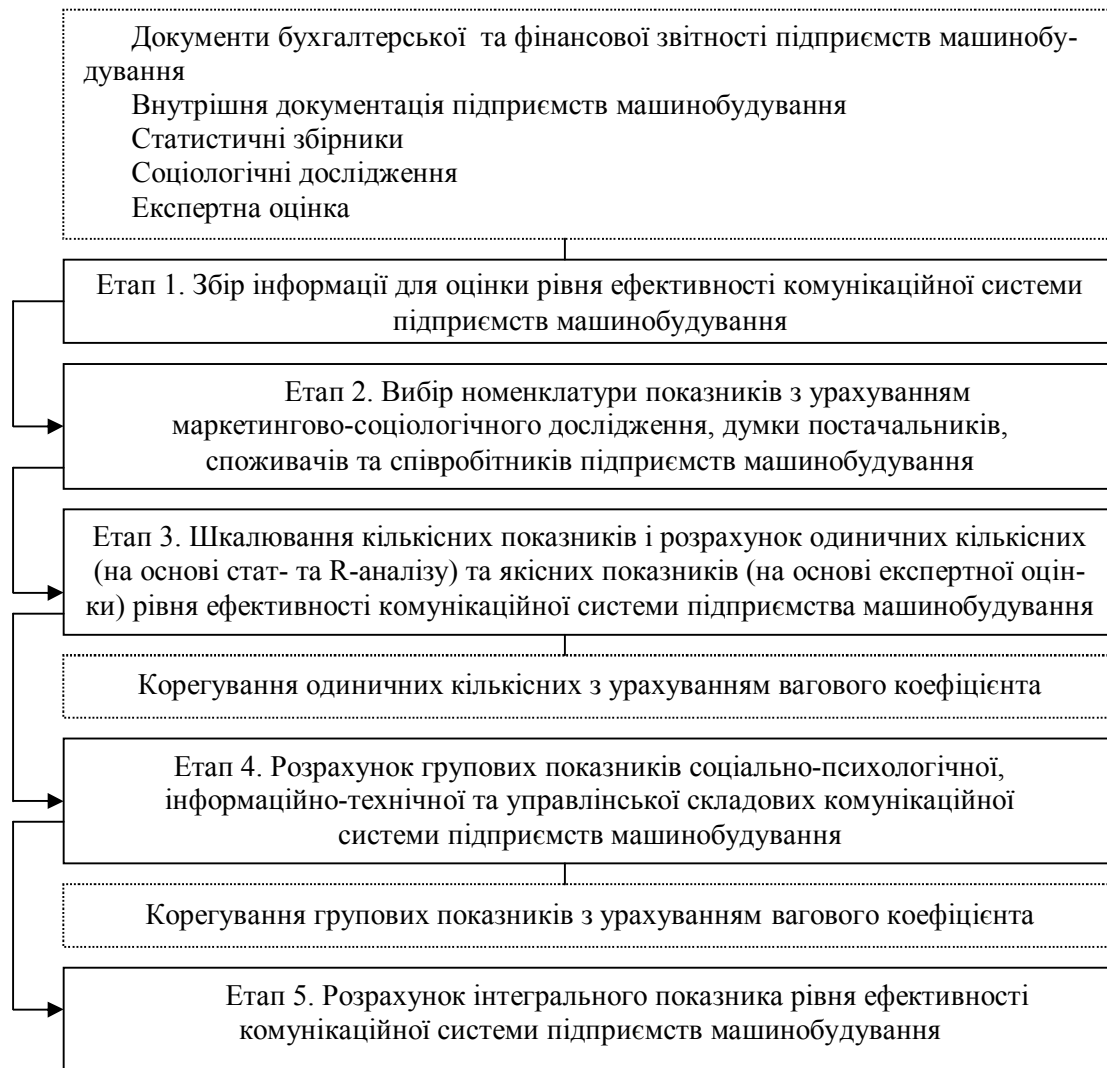 Документи бухгалтерської та фінансової звітності підприємств машинобу-
дування
Внутрішня документація підприємств машинобудування
Статистичні збірники
Соціологічні дослідження
Експертна оцінка
Етап 1. Збір інформації для оцінки рівня ефективності комунікаційної системи
підприємств машинобудування
Етап 2. Вибір номенклатури показників з урахуванням
маркетингово-соціологічного дослідження, думки постачальників,
споживачів та співробітників підприємств машинобудування
Етап 3. Шкалювання кількісних показників і розрахунок одиничних кількісних
(на основі стат- та R-аналізу) та якісних показників (на основі експертної оцін-
ки) рівня ефективності комунікаційної системи підприємства машинобудування
Корегування одиничних кількісних з урахуванням вагового коефіцієнта
Етап 4. Розрахунок групових показників соціально-психологічної,
інформаційно-технічної та управлінської складових комунікаційної
системи підприємств машинобудування
Корегування групових показників з урахуванням вагового коефіцієнта
Етап 5. Розрахунок інтегрального показника рівня ефективності
комунікаційної системи підприємств машинобудування